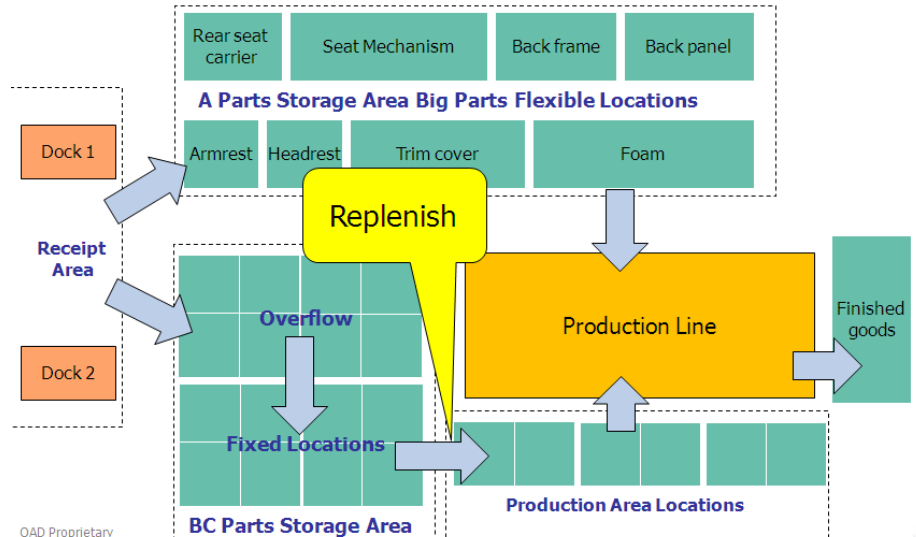 Rear seat
carrier
Seat Mechanism
Back frame
Back panel
A Parts Storage Area Big Parts Flexible Locations
Dock 1
Armrest
Headrest
Trim cover
Foam
Replenish
Receipt
Area
Overflow
Production Line
Finished
goods
Dock 2
Fixed Locations
Production Area Locations
BC Parts Storage Area
QAD Proprietary